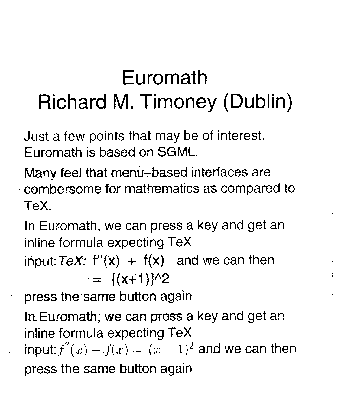 Euromath
Richard M. Timoney (Dublin)
Just a few points that may be of interest.
Euromath is based on SGML.
Many feel that menu-based interfaces are
combersome for mathematics as compared to
TeX.
In Euromath, we can press a key and get an
inline formula expecting TeX
input: TeX: f''(x) + f(x) and we can then
= {(x+1)}^2
press the same button again
In Euromath, we can press a key and get an
inline formula expecting TeX
input: f''(x) – f(x) = (x – 1)² and we can then
press the same button again